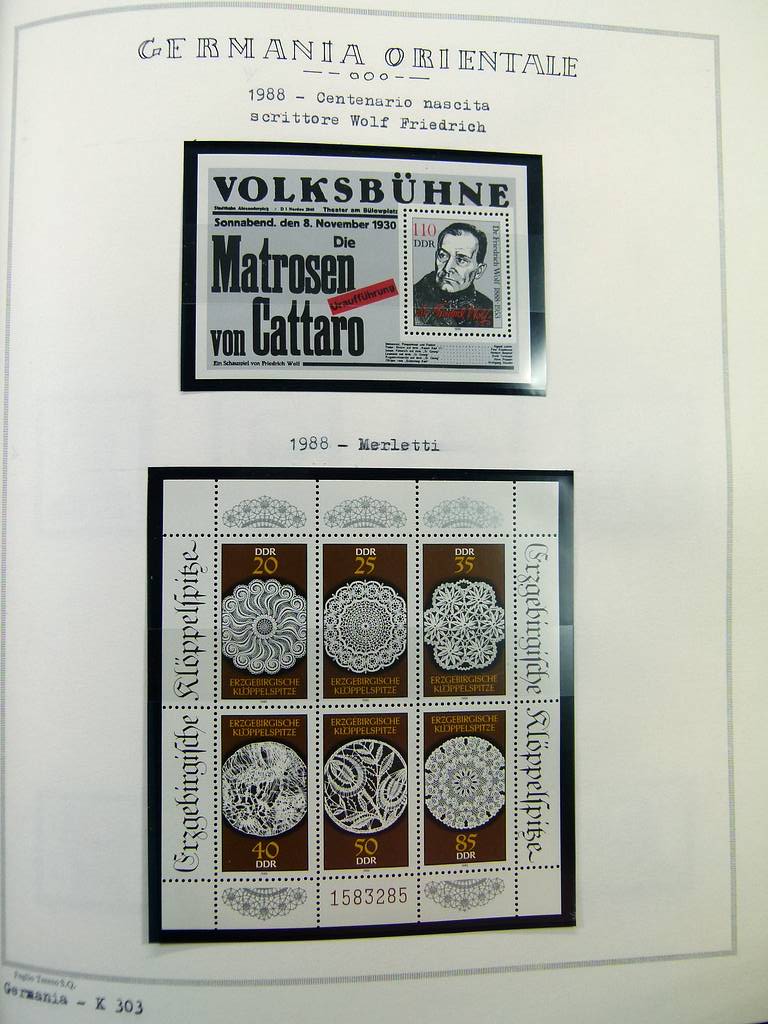 GERMANIA ORIENTALE
1988 - Centenario nascita
scrittore Wolf Friedrich
VOLKSBÜHNE
Theater am Bülowplatz
Sonnabend, den 8. November 1930
Die
Matrosen
Uraufführung
von Cattaro
Ein Schauspiel von Friedrich Wolf
110
DDR
Dr. Friedrich Wolf 1888-1953
1988 - Merletti
Erzgebirgische Klöppelspitze
Erzgebirgische Klöppelspitze
DDR
20
ERZGEBIRGISCHE
KLÖPPELSPITZE
DDR
25
ERZGEBIRGISCHE
KLÖPPELSPITZE
DDR
35
ERZGEBIRGISCHE
KLÖPPELSPITZE
ERZGEBIRGISCHE
KLÖPPELSPITZE
40
DDR
ERZGEBIRGISCHE
KLÖPPELSPITZE
50
DDR
ERZGEBIRGISCHE
KLÖPPELSPITZE
85
DDR
1583285
Foglio S.Q.
Germania - K 303